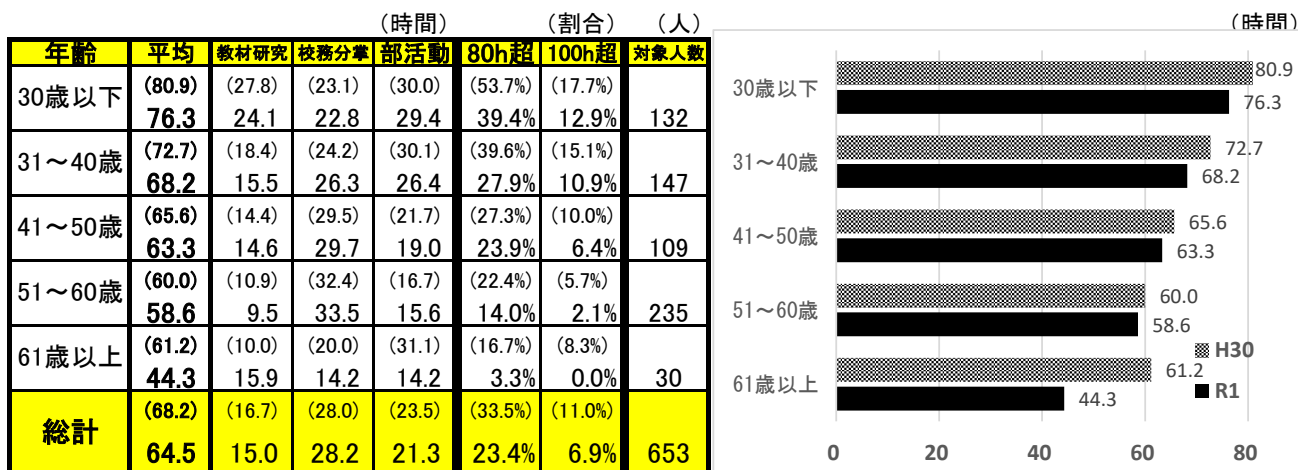 （時間） （割合） （人）
年齢 平均 教材研究 校務分掌 部活動 80h超 100h超 対象人数
30歳以下 (80.9) (27.8) (23.1) (30.0) (53.7%) (17.7%)
76.3 24.1 22.8 29.4 39.4% 12.9% 132
31～40歳 (72.7) (18.4) (24.2) (30.1) (39.6%) (15.1%)
68.2 15.5 26.3 26.4 27.9% 10.9% 147
41～50歳 (65.6) (14.4) (29.5) (21.7) (27.3%) (10.0%)
63.3 14.6 29.7 19.0 23.9% 6.4% 109
51～60歳 (60.0) (10.9) (32.4) (16.7) (22.4%) (5.7%)
58.6 9.5 33.5 15.6 14.0% 2.1% 235
61歳以上 (61.2) (10.0) (20.0) (31.1) (16.7%) (8.3%)
44.3 15.9 14.2 14.2 3.3% 0.0% 30
総計 (68.2) (16.7) (28.0) (23.5) (33.5%) (11.0%)
64.5 15.0 28.2 21.3 23.4% 6.9% 653
（時間）
30歳以下 80.9
76.3
31～40歳 72.7
68.2
41～50歳 65.6
63.3
51～60歳 60.0
58.6
61歳以上 61.2
44.3
H30
R1
0 20 40 60 80